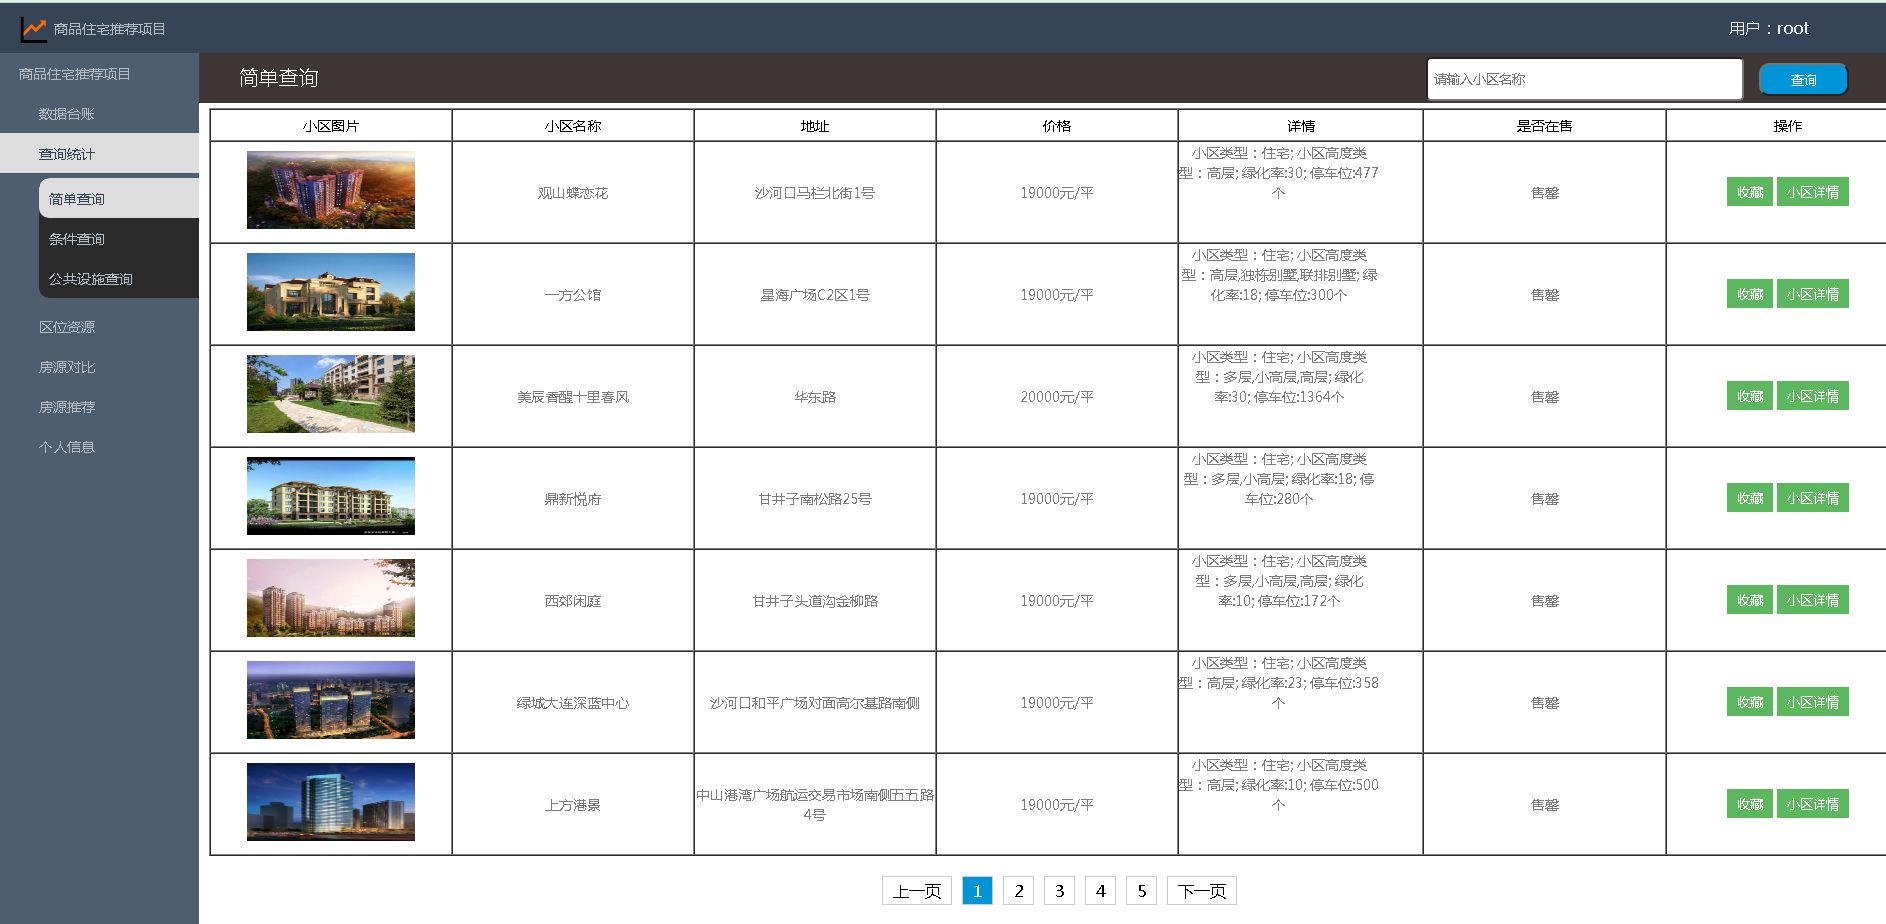 商品住宅推荐项目
用户：root
商品住宅推荐项目
数据台账
查询统计
简单查询
条件查询
公共设施查询
区位资源
房源对比
房源推荐
个人信息
简单查询
请输入小区名称
查询
小区图片 小区名称 地址 价格 详情 是否在售 操作
观山蝶恋花 沙河口马栏北街1号 19000元/平
小区类型：住宅; 小区高度类
型：高层; 绿化率:30; 停车位:477
个
售罄 收藏 小区详情
一方公馆 星海广场C2区1号 19000元/平
小区类型：住宅; 小区高度类
型：高层,独栋别墅,联排别墅; 绿
化率:18; 停车位:300个
售罄 收藏 小区详情
美辰香醒十里春风 华东路 20000元/平
小区类型：住宅; 小区高度类
型：多层,小高层,高层; 绿化
率:30; 停车位:1364个
售罄 收藏 小区详情
鼎新悦府 甘井子南松路25号 19000元/平
小区类型：住宅; 小区高度类
型：多层,小高层; 绿化率:18; 停
车位:280个
售罄 收藏 小区详情
西郊闲庭 甘井子头道沟金柳路 19000元/平
小区类型：住宅; 小区高度类
型：多层,小高层,高层; 绿化
率:10; 停车位:172个
售罄 收藏 小区详情
绿城大连深蓝中心 沙河口和平广场对面高尔基路南侧 19000元/平
小区类型：住宅; 小区高度类
型：高层; 绿化率:23; 停车位:358
个
售罄 收藏 小区详情
上方港景
中山港湾广场航运交易市场南侧五五路
4号
19000元/平
小区类型：住宅; 小区高度类
型：高层; 绿化率:10; 停车位:500
个
售罄 收藏 小区详情
上一页 1 2 3 4 5 下一页